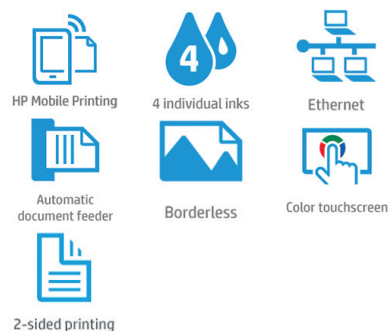 HP Mobile Printing
4
4 individual inks
Ethernet
Automatic
document feeder
Borderless
Color touchscreen
2-sided printing